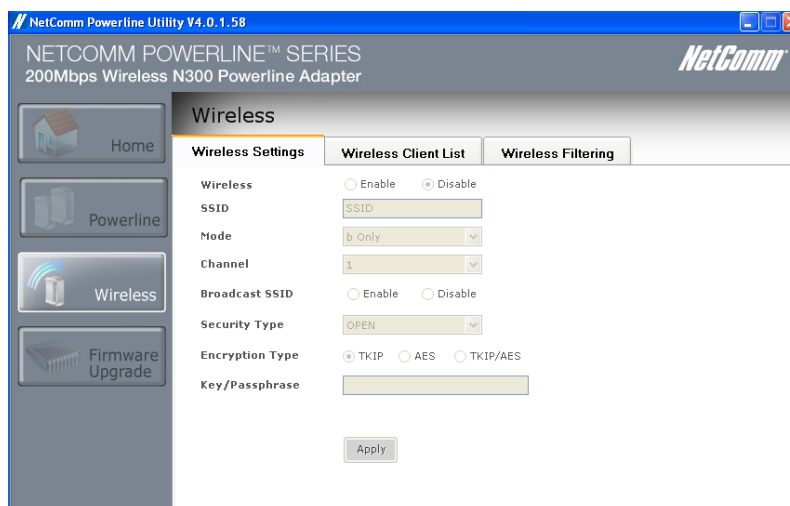 NetComm Powerline Utility V4.0.1.58
NETCOMM POWERLINE™ SERIES
200Mbps Wireless N300 Powerline Adapter
NetComm
Home
Powerline
Wireless
Firmware
Upgrade
Wireless
Wireless Settings Wireless Client List Wireless Filtering
Wireless Enable Disable
SSID SSID
Mode b Only
Channel 1
Broadcast SSID Enable Disable
Security Type OPEN
Encryption Type TKIP AES TKIP/AES
Key/Passphrase
Apply